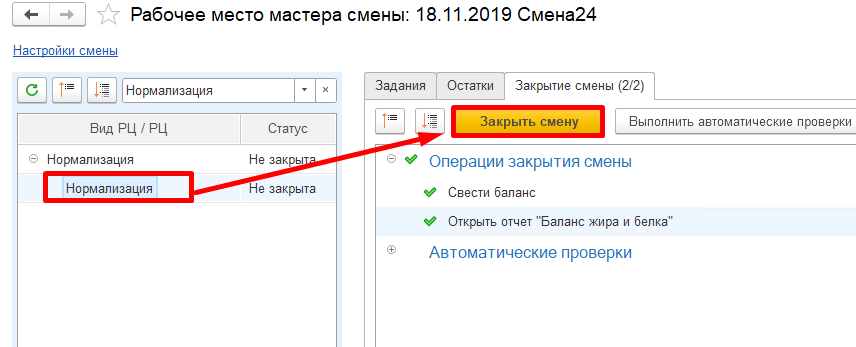 Рабочее место мастера смены: 18.11.2019 Смена24
Настройки смены
Нормализация
Вид РЦ / РЦ Статус
Нормализация Не закрыта
Нормализация Не закрыта
Задания Остатки Закрытие смены (2/2)
Закрыть смену Выполнить автоматические проверки
Операции закрытия смены
Свести баланс
Открыть отчет "Баланс жира и белка"
Автоматические проверки